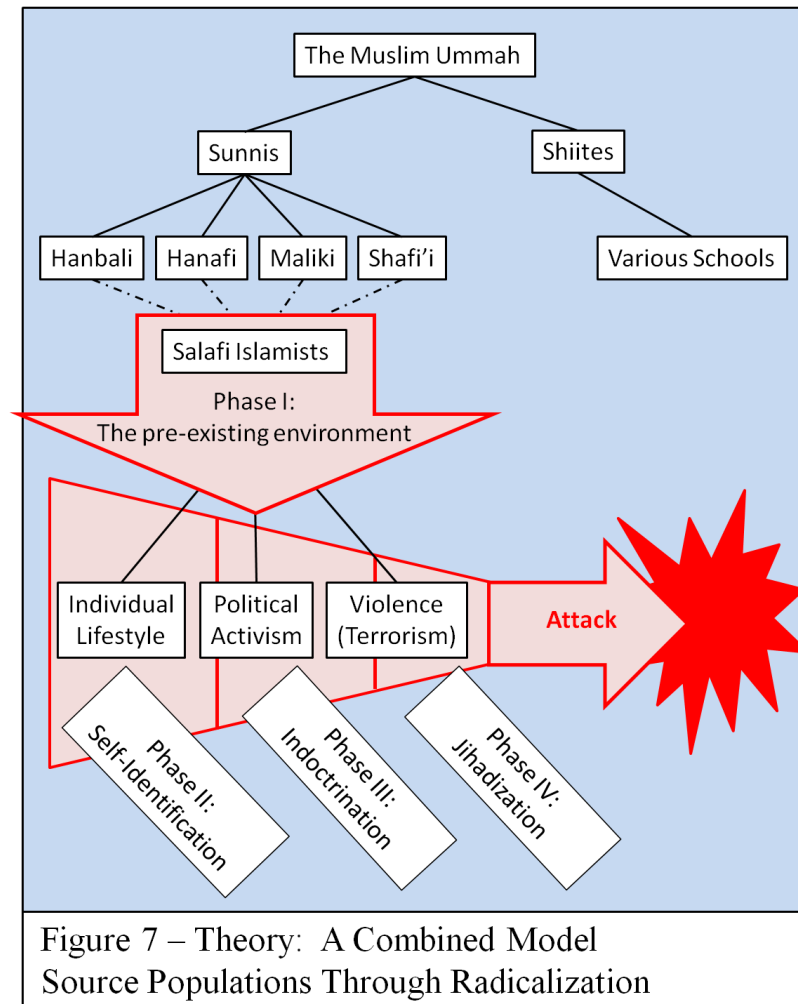 The Muslim Ummah
Sunnis
Shiites
Hanbali
Hanafi
Maliki
Shafi’i
Various Schools
Salafi Islamists
Phase I:
The pre-existing environment
Individual
Lifestyle
Political
Activism
Violence
(Terrorism)
Attack
Phase II:
Self-Identification
Phase III:
Indoctrination
Phase IV:
Jihadization
Figure 7 – Theory: A Combined Model
Source Populations Through Radicalization